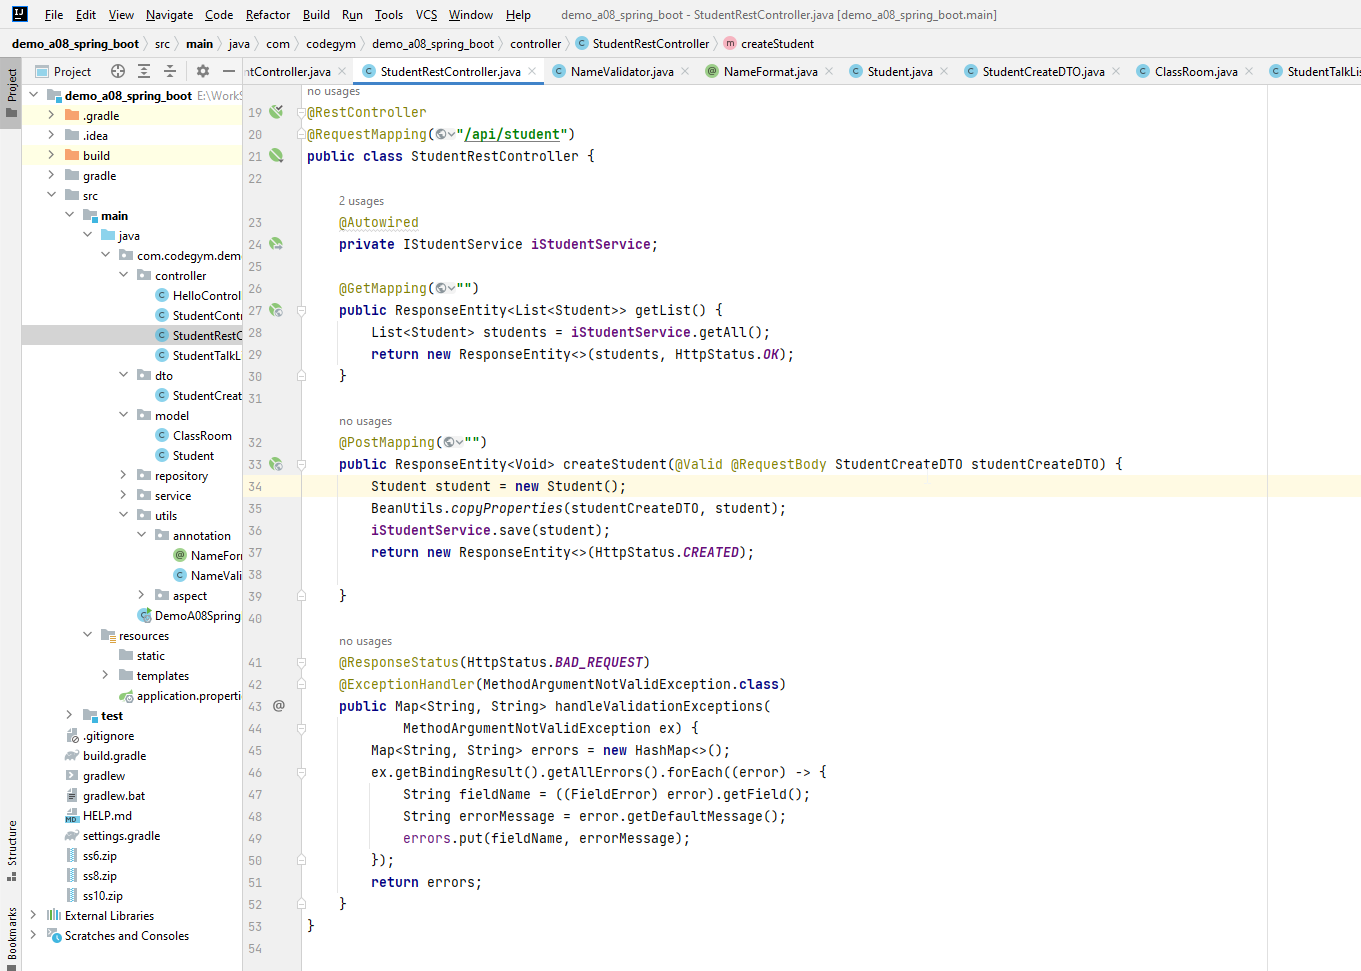 File Edit View Navigate Code Refactor Build Run Tools VCS Window Help demo_a08_spring_boot - StudentRestController.java [demo_a08_spring_boot.main]
demo_a08_spring_boot src main java com codegym demo_a08_spring_boot controller StudentRestController createStudent
Project
ntController.java StudentRestController.java NameValidator.java NameFormat.java Student.java StudentCreateDTO.java ClassRoom.java StudentTalkLis
Project
demo_a08_spring_boot E:\WorkS
.gradle
.idea
build
gradle
src
main
java
com.codegym.dem
controller
HelloControl
StudentContr
StudentRestC
StudentTalkL
dto
StudentCreat
model
ClassRoom
Student
repository
service
utils
annotation
NameForr
NameVali
aspect
DemoA08Spring
resources
static
templates
application.properti
test
.gitignore
build.gradle
gradlew
gradlew.bat
HELP.md
settings.gradle
ss6.zip
ss8.zip
ss10.zip
External Libraries
Scratches and Consoles
Structure
Bookmarks
no usages
19 @RestController
20 @RequestMapping("/api/student")
21 public class StudentRestController {
22
2 usages
23 @Autowired
24 private IStudentService iStudentService;
25
26 @GetMapping("")
27 public ResponseEntity<List<Student>> getList() {
28 List<Student> students = iStudentService.getAll();
29 return new ResponseEntity<>(students, HttpStatus.OK);
30 }
31
no usages
32 @PostMapping("")
33 public ResponseEntity<Void> createStudent(@Valid @RequestBody StudentCreateDTO studentCreateDTO) {
34 Student student = new Student();
35 BeanUtils.copyProperties(studentCreateDTO, student);
36 iStudentService.save(student);
37 return new ResponseEntity<>(HttpStatus.CREATED);
38
39 }
40
no usages
41 @ResponseStatus(HttpStatus.BAD_REQUEST)
42 @ExceptionHandler(MethodArgumentNotValidException.class)
43 public Map<String, String> handleValidationExceptions(
44 MethodArgumentNotValidException ex) {
45 Map<String, String> errors = new HashMap<>();
46 ex.getBindingResult().getAllErrors().forEach((error) -> {
47 String fieldName = ((FieldError) error).getField();
48 String errorMessage = error.getDefaultMessage();
49 errors.put(fieldName, errorMessage);
50 });
51 return errors;
52 }
53 }
54